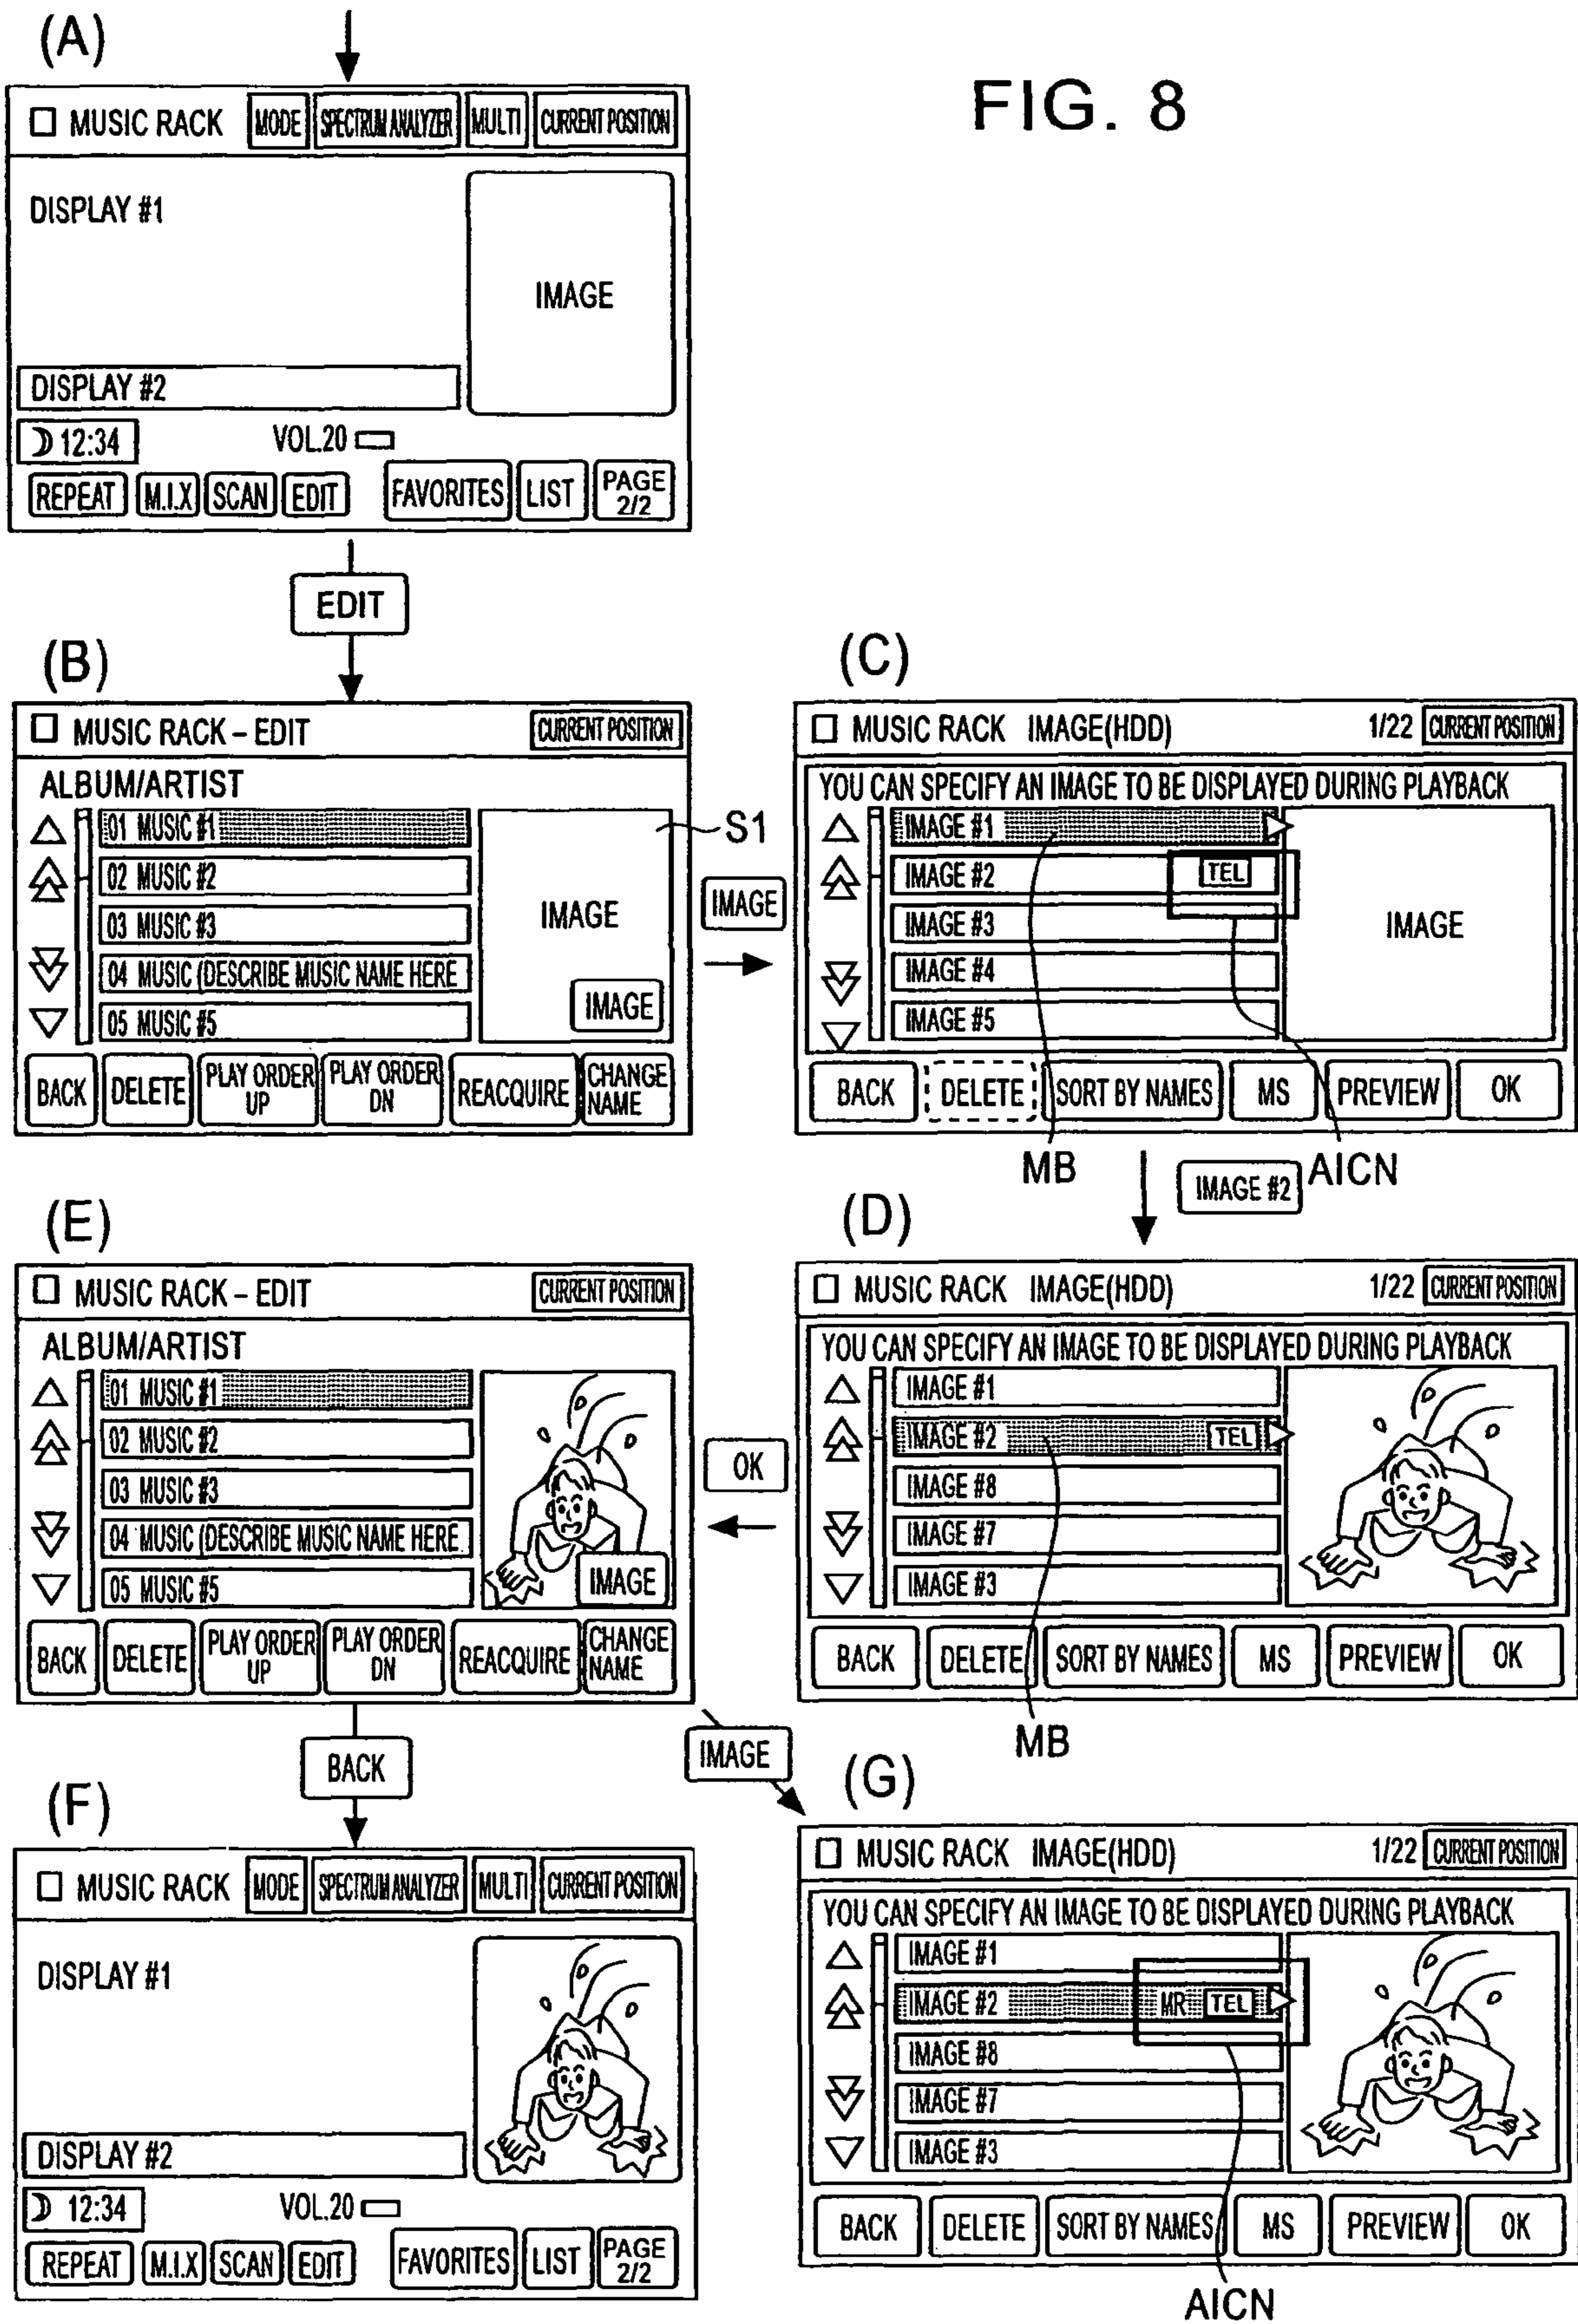 FIG. 8
(A)
MUSIC RACK MODE SPECTRUM ANALYZER MULTI CURRENT POSITION
DISPLAY #1
IMAGE
DISPLAY #2
12:34 VOL.20
REPEAT M.I.X SCAN EDIT FAVORITES LIST PAGE 2/2
EDIT
(B)
MUSIC RACK – EDIT CURRENT POSITION
ALBUM/ARTIST
01 MUSIC #1
02 MUSIC #2
03 MUSIC #3
04 MUSIC (DESCRIBE MUSIC NAME HERE
05 MUSIC #5
IMAGE
IMAGE
S1
BACK DELETE PLAY ORDER UP PLAY ORDER DN REACQUIRE CHANGE NAME
IMAGE
(C)
MUSIC RACK IMAGE(HDD) 1/22 CURRENT POSITION
YOU CAN SPECIFY AN IMAGE TO BE DISPLAYED DURING PLAYBACK
IMAGE #1
IMAGE #2 TEL
IMAGE #3
IMAGE #4
IMAGE #5
IMAGE
BACK DELETE SORT BY NAMES MS PREVIEW OK
MB
AICN
IMAGE #2
(D)
MUSIC RACK IMAGE(HDD) 1/22 CURRENT POSITION
YOU CAN SPECIFY AN IMAGE TO BE DISPLAYED DURING PLAYBACK
IMAGE #1
IMAGE #2 TEL
IMAGE #8
IMAGE #7
IMAGE #3
BACK DELETE SORT BY NAMES MS PREVIEW OK
MB
OK
(E)
MUSIC RACK – EDIT CURRENT POSITION
ALBUM/ARTIST
01 MUSIC #1
02 MUSIC #2
03 MUSIC #3
04 MUSIC (DESCRIBE MUSIC NAME HERE
05 MUSIC #5
IMAGE
BACK DELETE PLAY ORDER UP PLAY ORDER DN REACQUIRE CHANGE NAME
BACK
IMAGE
(F)
MUSIC RACK MODE SPECTRUM ANALYZER MULTI CURRENT POSITION
DISPLAY #1
DISPLAY #2
12:34 VOL.20
REPEAT M.I.X SCAN EDIT FAVORITES LIST PAGE 2/2
(G)
MUSIC RACK IMAGE(HDD) 1/22 CURRENT POSITION
YOU CAN SPECIFY AN IMAGE TO BE DISPLAYED DURING PLAYBACK
IMAGE #1
IMAGE #2 MR TEL
IMAGE #8
IMAGE #7
IMAGE #3
BACK DELETE SORT BY NAMES MS PREVIEW OK
AICN